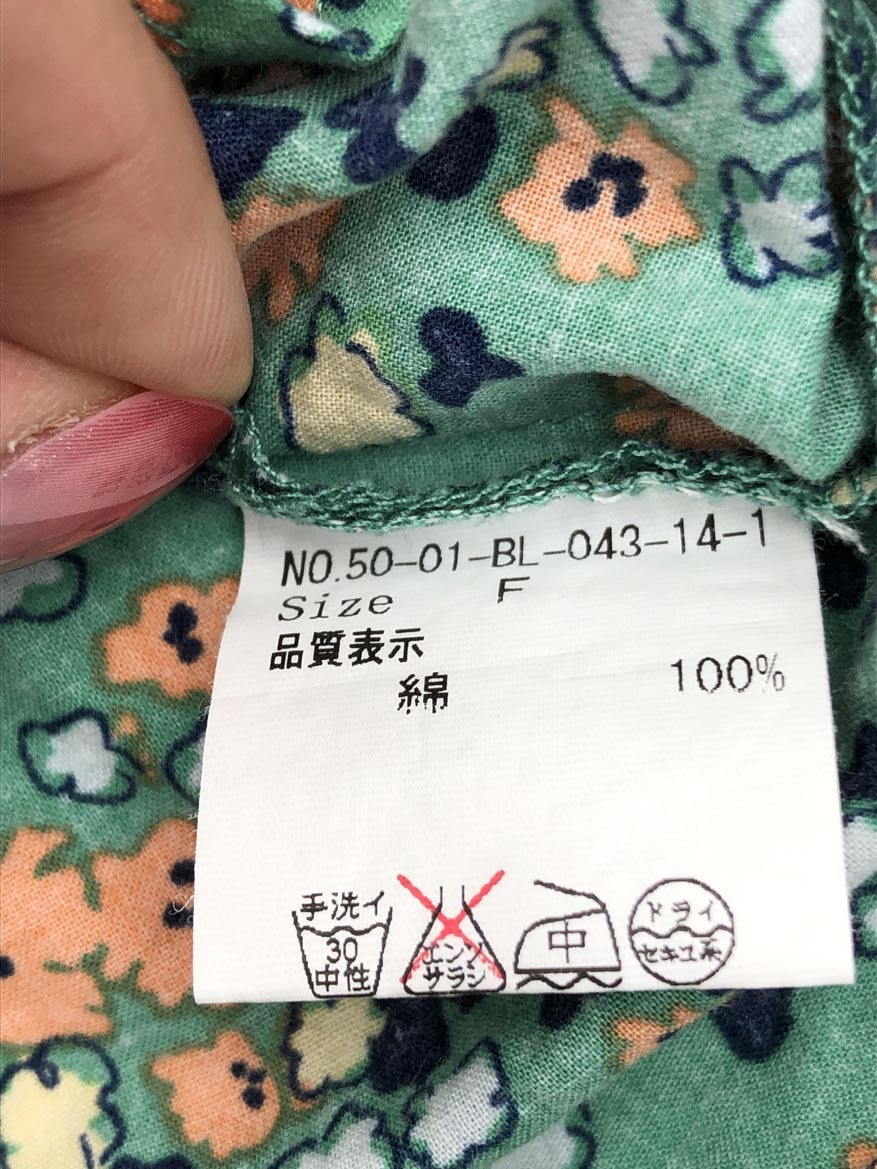 NO.50-01-BL-043-14-1
Size F
品質表示
綿 100%
手洗イ
30
中性
エンソ
サラシ
中
ドライ
セキユ系